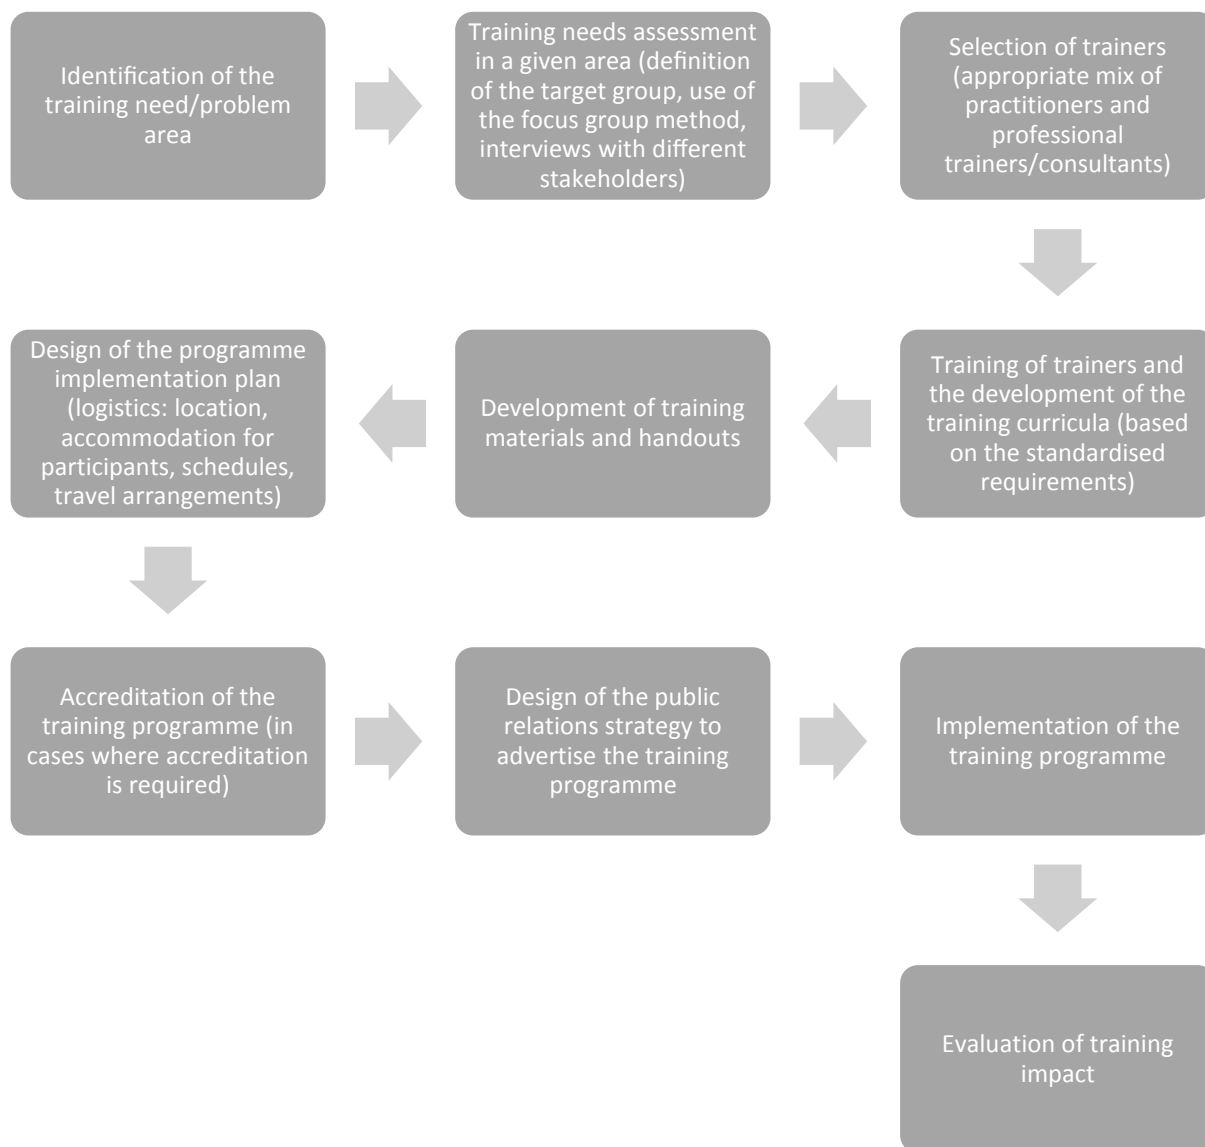 Identification of the
training need/problem
area
Training needs assessment
in a given area (definition
of the target group, use of
the focus group method,
interviews with different
stakeholders)
Selection of trainers
(appropriate mix of
practitioners and
professional
trainers/consultants)
Training of trainers and
the development of the
training curricula (based
on the standardised
requirements)
Development of training
materials and handouts
Design of the programme
implementation plan
(logistics: location,
accommodation for
participants, schedules,
travel arrangements)
Accreditation of the
training programme (in
cases where accreditation
is required)
Design of the public
relations strategy to
advertise the training
programme
Implementation of the
training programme
Evaluation of training
impact